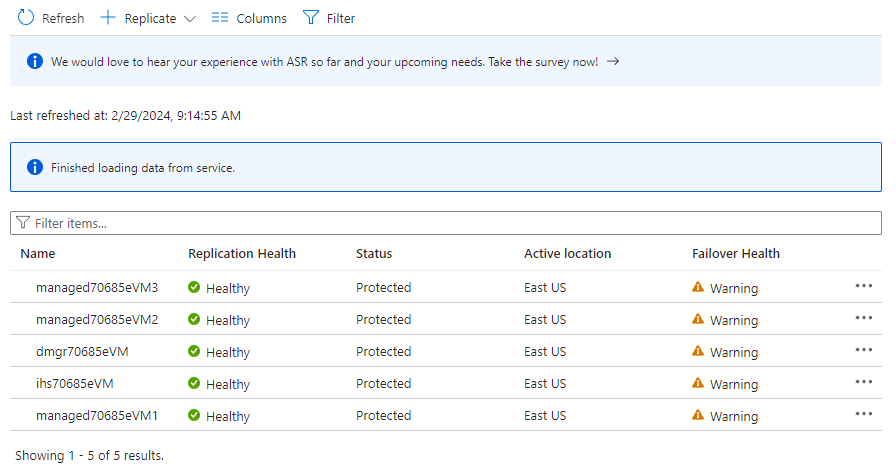 Refresh Replicate Columns Filter
We would love to hear your experience with ASR so far and your upcoming needs. Take the survey now! →
Last refreshed at: 2/29/2024, 9:14:55 AM
Finished loading data from service.
Filter items...
Name Replication Health Status Active location Failover Health
managed70685eVM3 Healthy Protected East US Warning ...
managed70685eVM2 Healthy Protected East US Warning ...
dmgr70685eVM Healthy Protected East US Warning ...
ihs70685eVM Healthy Protected East US Warning ...
managed70685eVM1 Healthy Protected East US Warning ...
Showing 1 - 5 of 5 results.